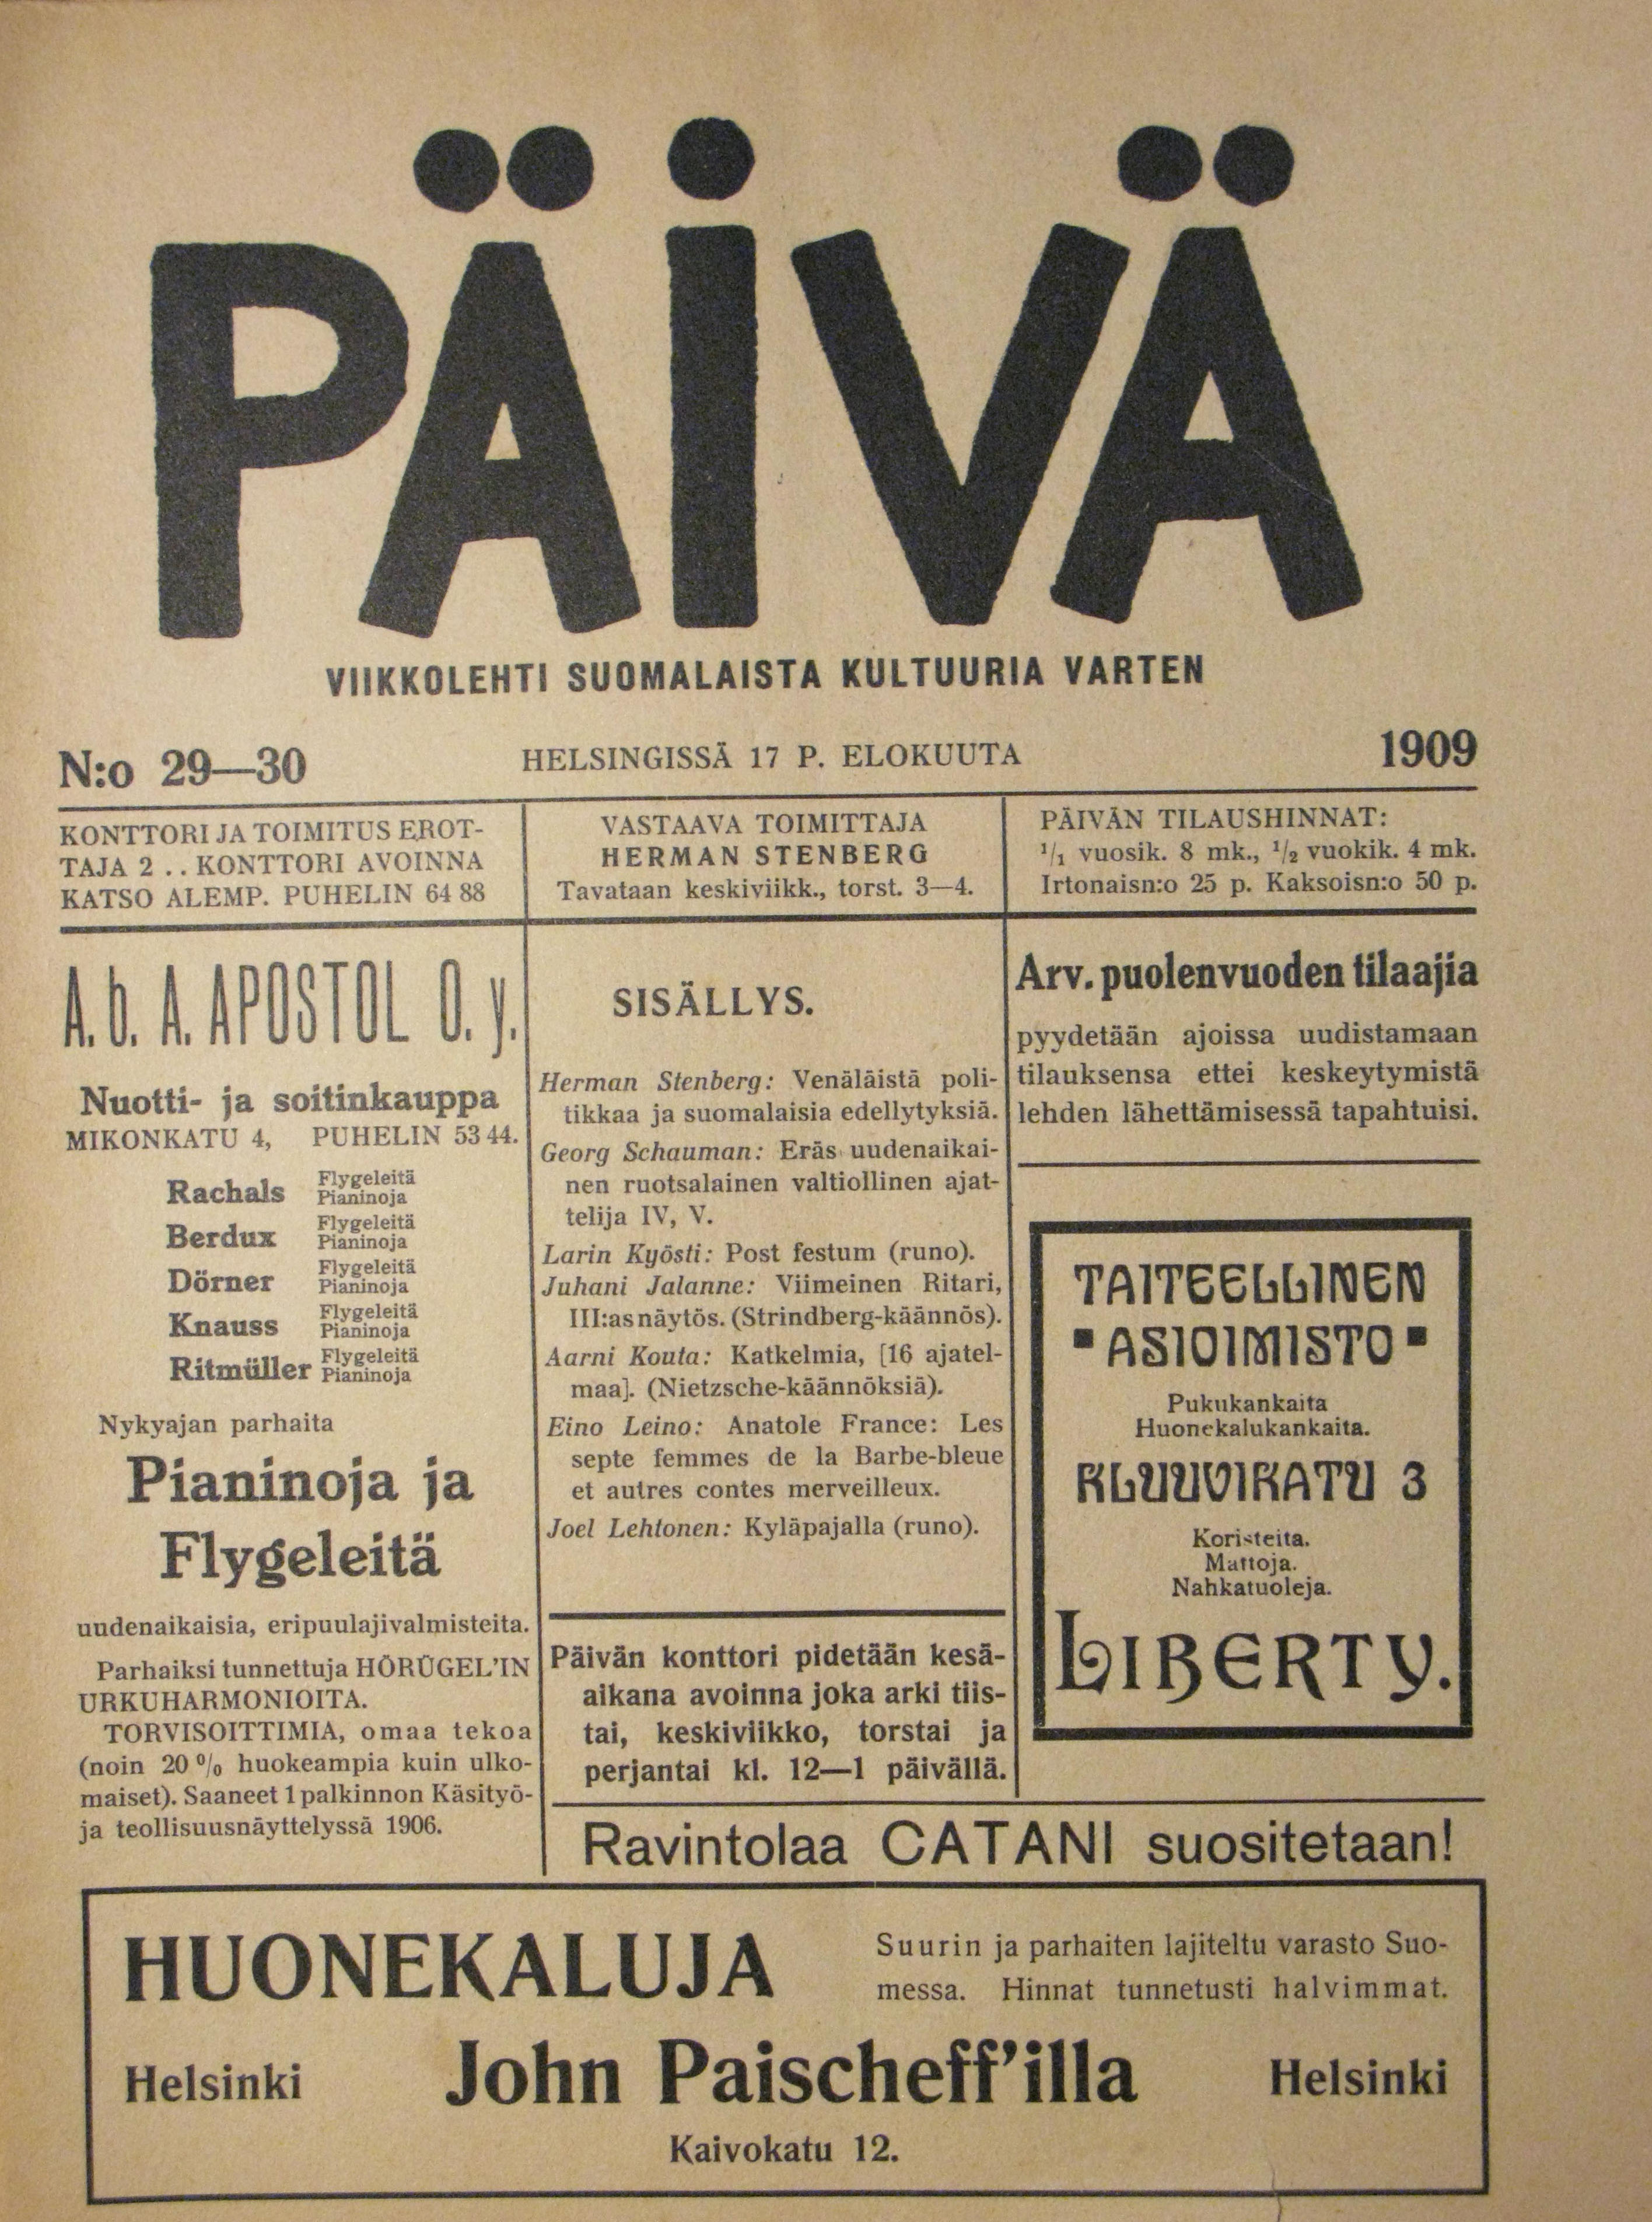 PÄIVÄ
VIIKKOLEHTI SUOMALAISTA KULTUURIA VARTEN
N:o 29—30
HELSINGISSÄ 17 P. ELOKUUTA
1909
KONTTORI JA TOIMITUS EROT-
TAJA 2 .. KONTTORI AVOINNA
KATSO ALEMP. PUHELIN 64 88
VASTAAVA TOIMITTAJA
HERMAN STENBERG
Tavataan keskiviikk., torst. 3—4.
PÄIVÄN TILAUSHINNAT:
1/1 vuosik. 8 mk., 1/2 vuokik. 4 mk.
Irtonaisn:o 25 p. Kaksoisn:o 50 p.
A. b. A. APOSTOL O. y.
Nuotti- ja soitinkauppa
MIKONKATU 4, PUHELIN 53 44.
Rachals Flygeleitä
Pianinoja
Berdux Flygeleitä
Pianinoja
Dörner Flygeleitä
Pianinoja
Knauss Flygeleitä
Pianinoja
Ritmüller Flygeleitä
Pianinoja
Nykyajan parhaita
Pianinoja ja
Flygeleitä
uudenaikaisia, eripuulajivalmisteita.
Parhaiksi tunnettuja HÖRÜGEL'IN
URKUHARMONIOITA.
TORVISOITTIMIA, omaa tekoa
(noin 20 % huokeampia kuin ulko-
maiset). Saaneet 1 palkinnon Käsityö-
ja teollisuusnäyttelyssä 1906.
SISÄLLYS.
Herman Stenberg: Venäläistä poli-
tikkaa ja suomalaisia edellytyksiä.
Georg Schauman: Eräs uudenaikai-
nen ruotsalainen valtiollinen ajat-
telija IV, V.
Larin Kyösti: Post festum (runo).
Juhani Jalanne: Viimeinen Ritari,
III:as näytös. (Strindberg-käännös).
Aarni Kouta: Katkelmia, [16 ajatel-
maa]. (Nietzsche-käännöksiä).
Eino Leino: Anatole France: Les
septe femmes de la Barbe-bleue
et autres contes merveilleux.
Joel Lehtonen: Kyläpajalla (runo).
Päivän konttori pidetään kesä-
aikana avoinna joka arki tiis-
tai, keskiviikko, torstai ja
perjantai kl. 12—1 päivällä.
Arv. puolenvuoden tilaajia
pyydetään ajoissa uudistamaan
tilauksensa ettei keskeytymistä
lehden lähettämisessä tapahtuisi.
TAITEELLINEN
ASIOIMISTO
Pukukankaita
Huonekalukankaita.
KLUUVIKATU 3
Koristeita.
Mattoja.
Nahkatuoleja.
LIBERTY.
Ravintolaa CATANI suositetaan!
HUONEKALUJA
Suurin ja parhaiten lajiteltu varasto Suo-
messa. Hinnat tunnetusti halvimmat.
Helsinki John Paischeff'illa Helsinki
Kaivokatu 12.